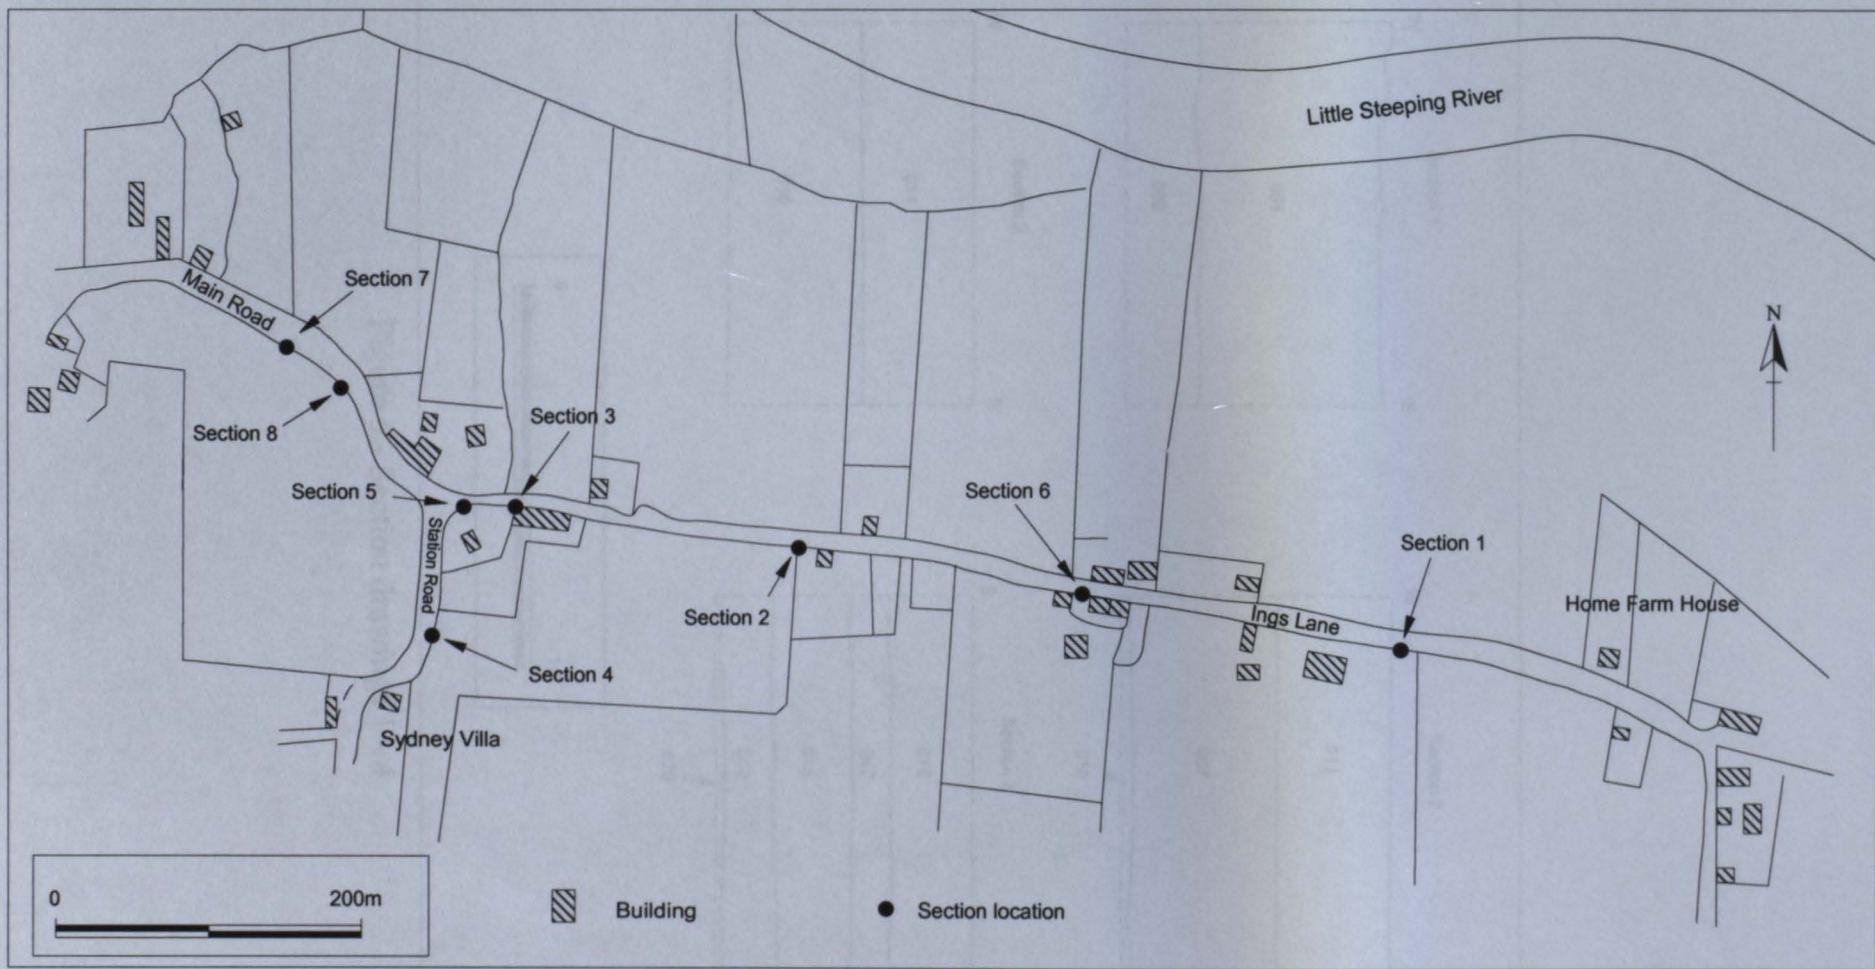 Little Steeping River
Section 7
Main Road
N
Section 8
Section 3
Section 5
Section 6
Section 1
Station Road
Section 2
Ings Lane
Home Farm House
Section 4
Sydney Villa
0 200m
Building
Section location